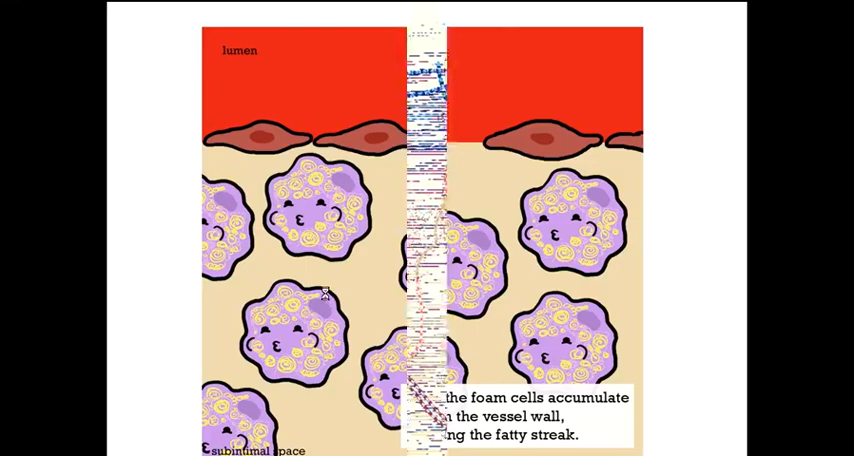 lumen
the foam cells accumulate
the vessel wall,
the fatty streak.
subintimal space